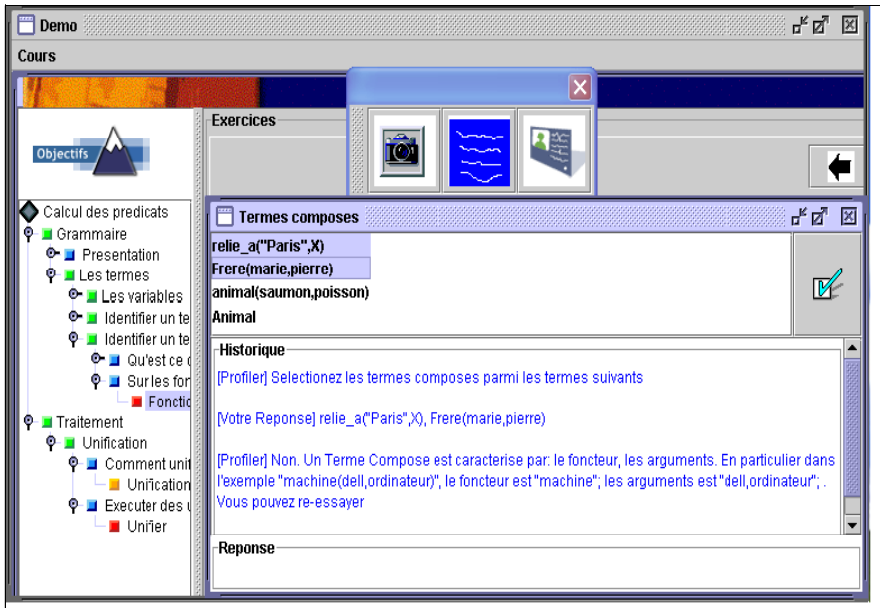 Demo
Cours
Exercices
Objectifs
Calcul des predicats
Grammaire
Presentation
Les termes
Les variables
Identifier un te
Identifier un te
Qu'est ce d
Sur les for
Fonctio
Traitement
Unification
Comment unit
Unification
Executer des u
Unifier
Termes composes
relie_a("Paris",X)
Frere(marie,pierre)
animal(saumon,poisson)
Animal
Historique
[Profiler] Selectionez les termes composes parmi les termes suivants
[Votre Reponse] relie_a("Paris",X), Frere(marie,pierre)
[Profiler] Non. Un Terme Compose est caracterise par: le foncteur, les arguments. En particulier dans
l'exemple "machine(dell,ordinateur)", le foncteur est "machine"; les arguments est "dell,ordinateur"; .
Vous pouvez re-essayer
Reponse